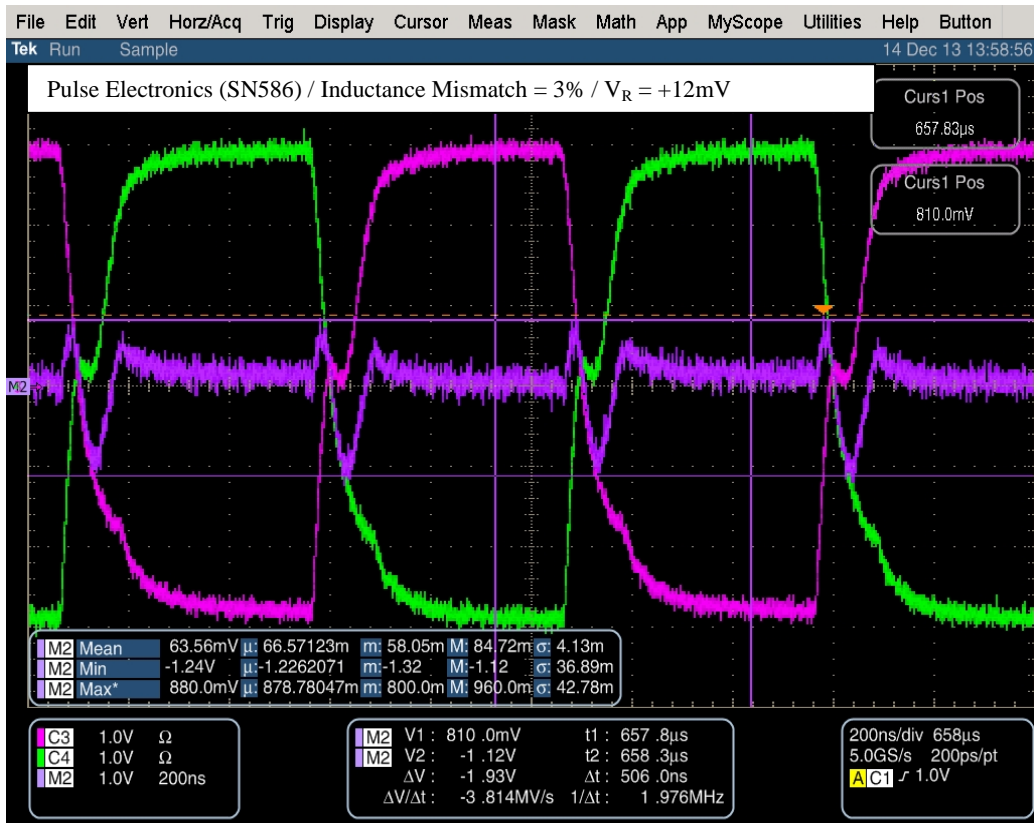 File Edit Vert Horz/Acq Trig Display Cursor Meas Mask Math App MyScope Utilities Help Button
Tek Run Sample 14 Dec 13 13:58:56
Pulse Electronics (SN586) / Inductance Mismatch = 3% / VR = +12mV
Curs1 Pos
657.83µs
Curs1 Pos
810.0mV
M2
M2 Mean 63.56mV µ: 66.57123m m: 58.05m M: 84.72m σ: 4.13m
M2 Min -1.24V µ:-1.2262071 m:-1.32 M:-1.12 σ: 36.89m
M2 Max* 880.0mV µ: 878.78047m m: 800.0m M: 960.0m σ: 42.78m
C3 1.0V Ω
C4 1.0V Ω
M2 1.0V 200ns
M2 V1 : 810 .0mV t1 : 657 .8µs
M2 V2 : -1 .12V t2 : 658 .3µs
ΔV : -1 .93V Δt : 506 .0ns
ΔV/Δt : -3 .814MV/s 1/Δt : 1 .976MHz
200ns/div 658µs
5.0GS/s 200ps/pt
A C1 1.0V